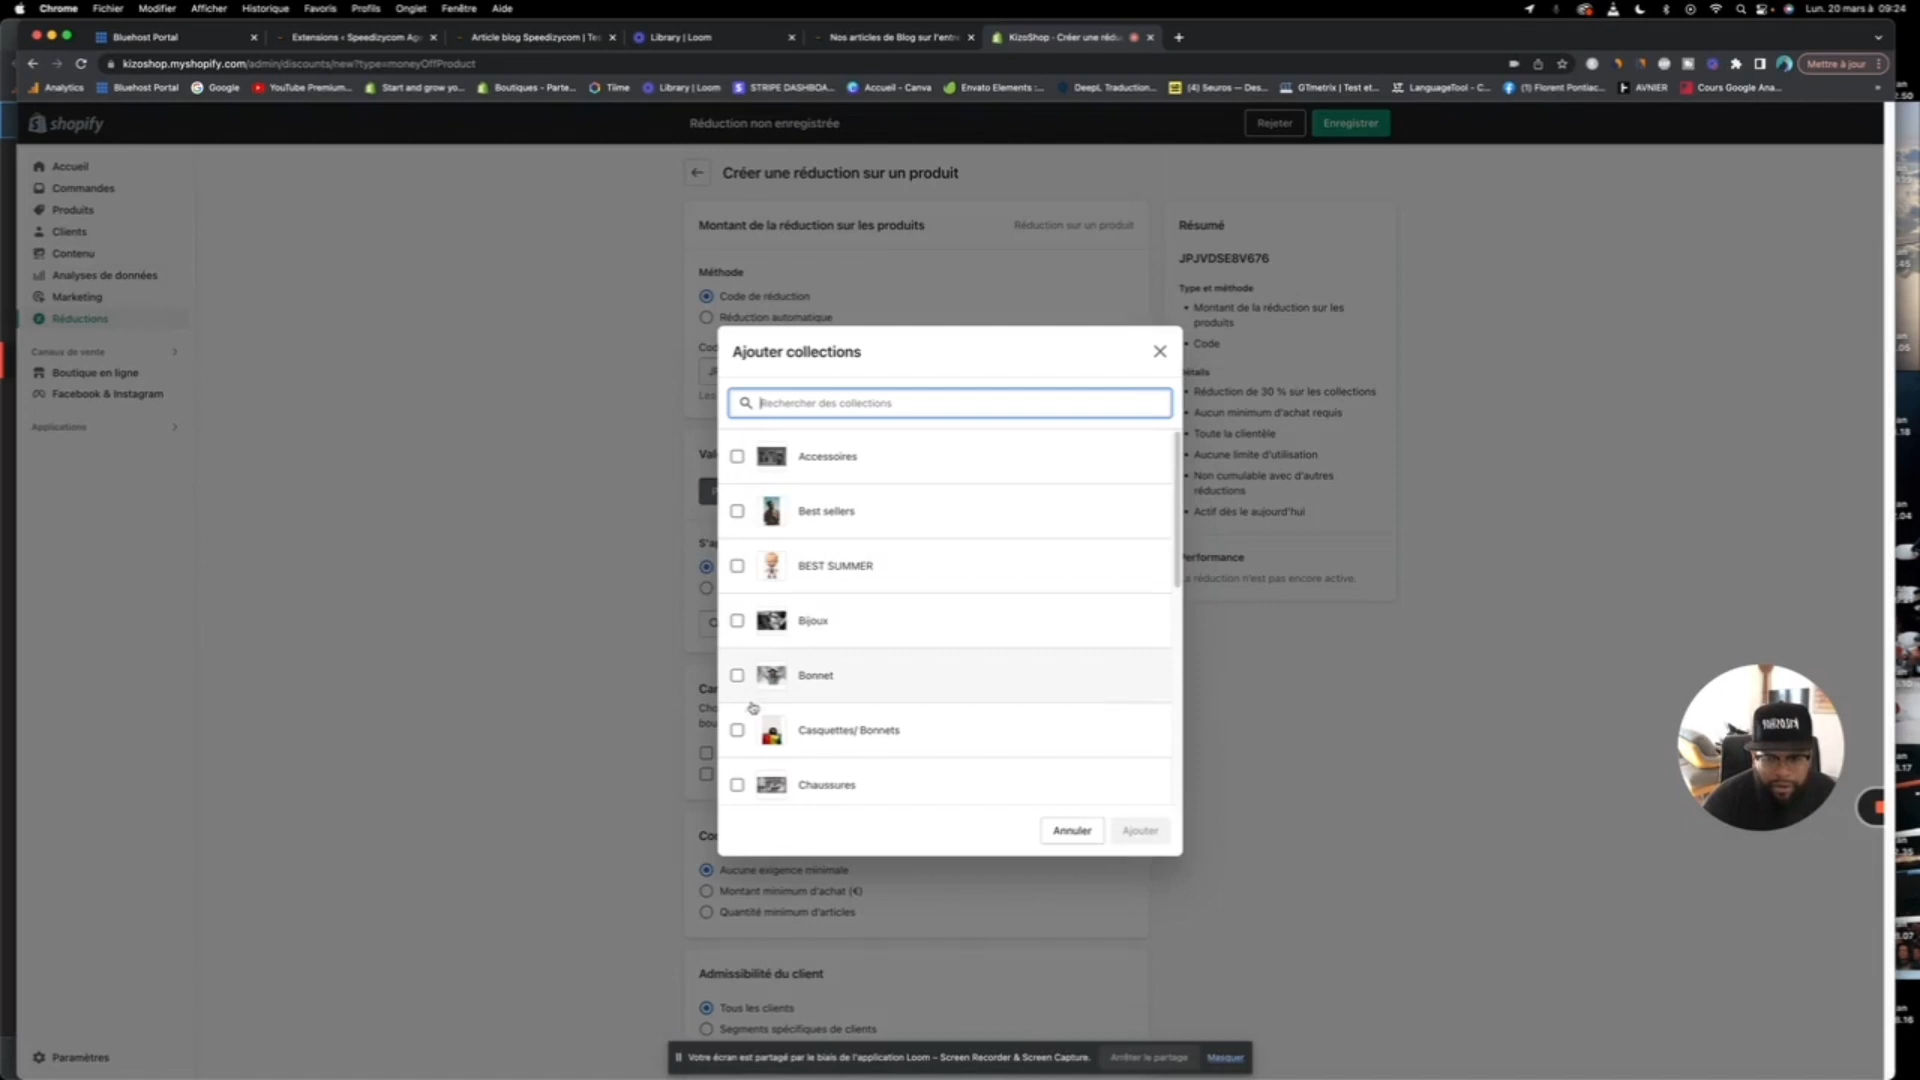 Chrome Fichier Modifier Afficher Historique Favoris Profils Onglet Fenêtre Aide
Lun. 20 mars à 09:24
Bluehost Portal
Extensions ‹ Speedizycom Ag
Article blog Speedizycom | Te
Library | Loom
Nos articles de Blog sur l'entr
KizoShop · Créer une rédu
kizoshop.myshopify.com/admin/discounts/new?type=moneyOffProduct
Mettre à jour
Analytics
Bluehost Portal
Google
YouTube Premium...
Start and grow yo...
Boutiques - Parte...
Tiime
Library | Loom
STRIPE DASHBOA...
Accueil - Canva
Envato Elements :...
DeepL Traduction...
(4) Seuros — Des...
GTmetrix | Test et...
LanguageTool - C...
(1) Florent Pontiac...
AVNIER
Cours Google Ana...
shopify
Réduction non enregistrée
Rejeter
Enregistrer
Accueil
Commandes
Produits
Clients
Contenu
Analyses de données
Marketing
Réductions
Canaux de vente
Boutique en ligne
Facebook & Instagram
Applications
Paramètres
Créer une réduction sur un produit
Montant de la réduction sur les produits
Réduction sur un produit
Méthode
Code de réduction
Réduction automatique
Ajouter collections
Rechercher des collections
Accessoires
Best sellers
BEST SUMMER
Bijoux
Bonnet
Casquettes/ Bonnets
Chaussures
Annuler
Ajouter
Aucune exigence minimale
Montant minimum d'achat (€)
Quantité minimum d'articles
Admissibilité du client
Tous les clients
Segments spécifiques de clients
Résumé
JPJVDSE8V676
Type et méthode
• Montant de la réduction sur les
produits
• Code
• Réduction de 30 % sur les collections
• Aucun minimum d'achat requis
• Toute la clientèle
• Aucune limite d'utilisation
• Non cumulable avec d'autres
réductions
• Actif dès le aujourd'hui
réduction n'est pas encore active.
Votre écran est partagé par le biais de l'application Loom – Screen Recorder & Screen Capture.
Arrêter le partage
Masquer